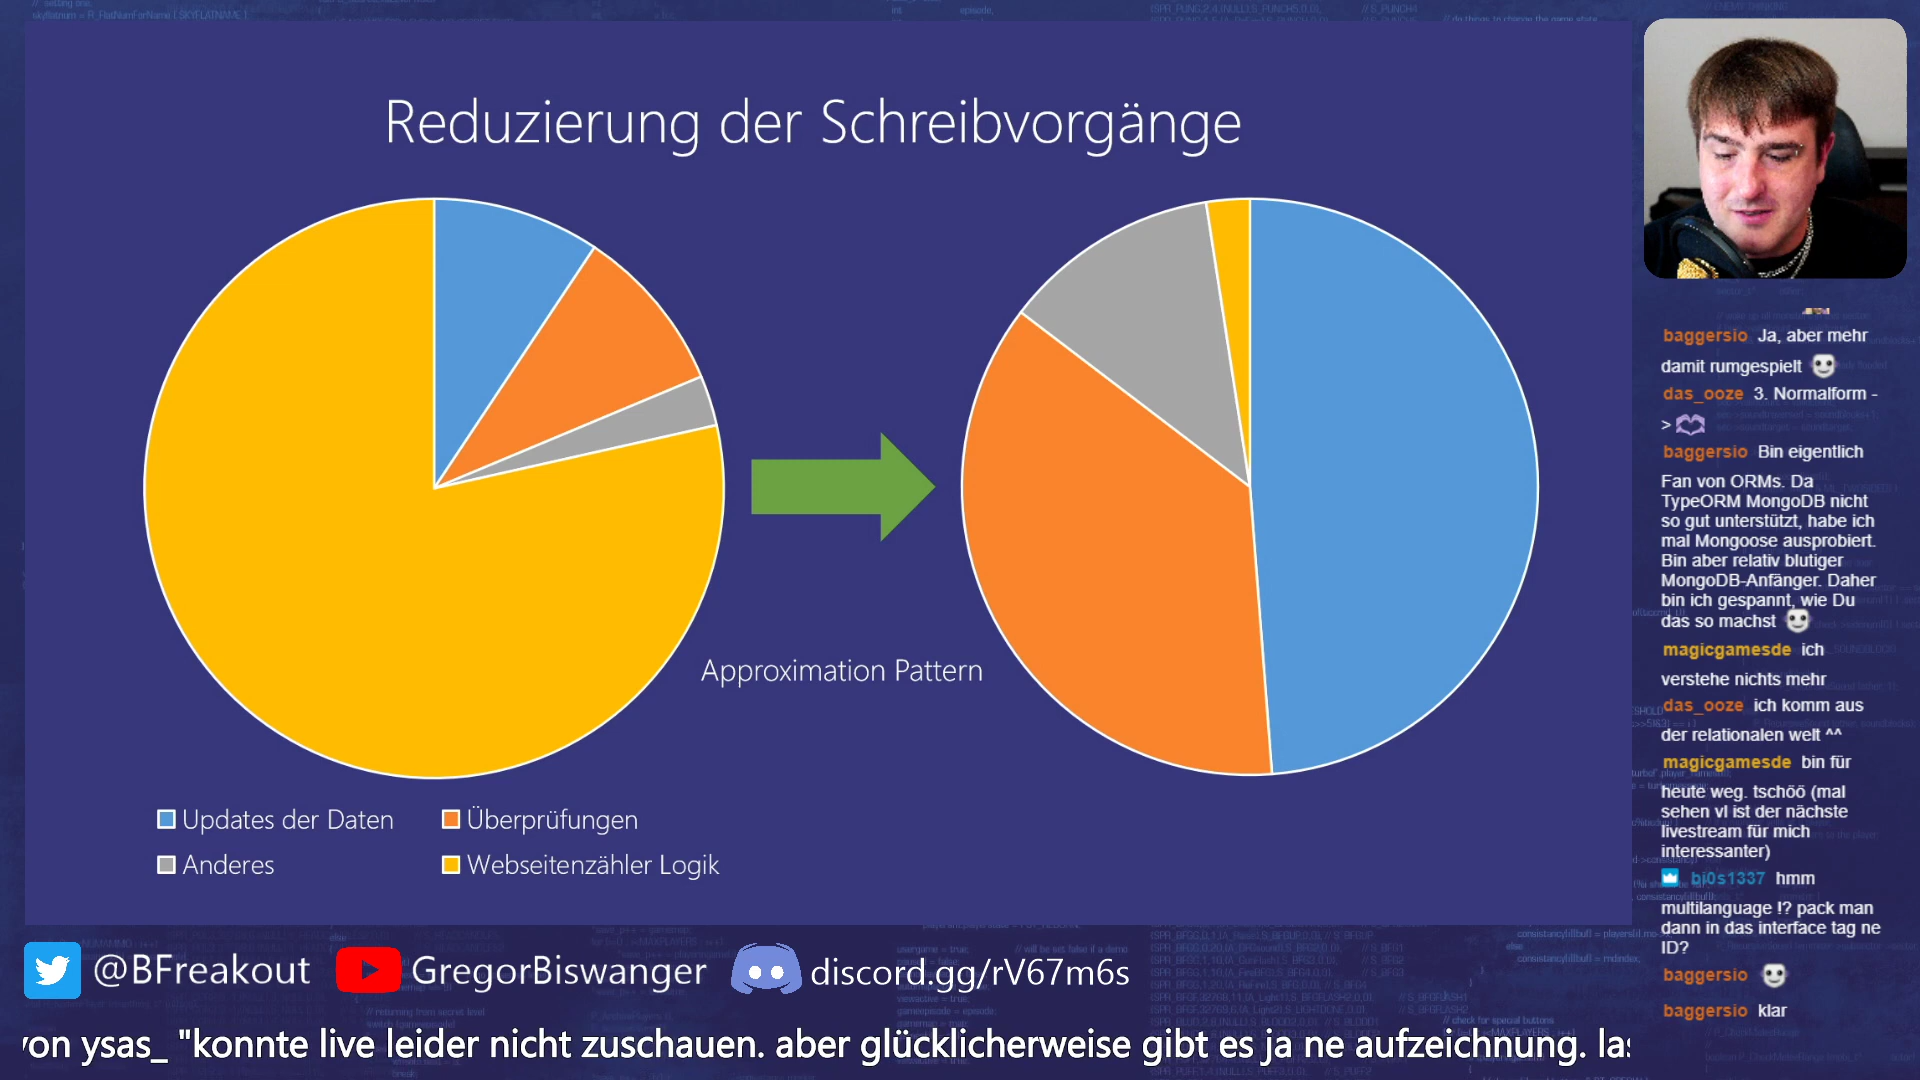 Reduzierung der Schreibvorgänge
Approximation Pattern
Updates der Daten
Überprüfungen
Anderes
Webseitenzähler Logik
baggersio Ja, aber mehr
damit rumgespielt
das_ooze 3. Normalform -
>
baggersio Bin eigentlich
Fan von ORMs. Da
TypeORM MongoDB nicht
so gut unterstützt, habe ich
mal Mongoose ausprobiert.
Bin aber relativ blutiger
MongoDB-Anfänger. Daher
bin ich gespannt, wie Du
das so machst
magicgamesde ich
verstehe nichts mehr
das_ooze ich komm aus
der relationalen welt ^^
magicgamesde bin für
heute weg. tschöö (mal
sehen vl ist der nächste
livestream für mich
interessanter)
bi0s1337 hmm
multilanguage !? pack man
dann in das interface tag ne
ID?
baggersio
baggersio klar
@BFreakout
GregorBiswanger
discord.gg/rV67m6s
von ysas_ "konnte live leider nicht zuschauen. aber glücklicherweise gibt es ja ne aufzeichnung. las